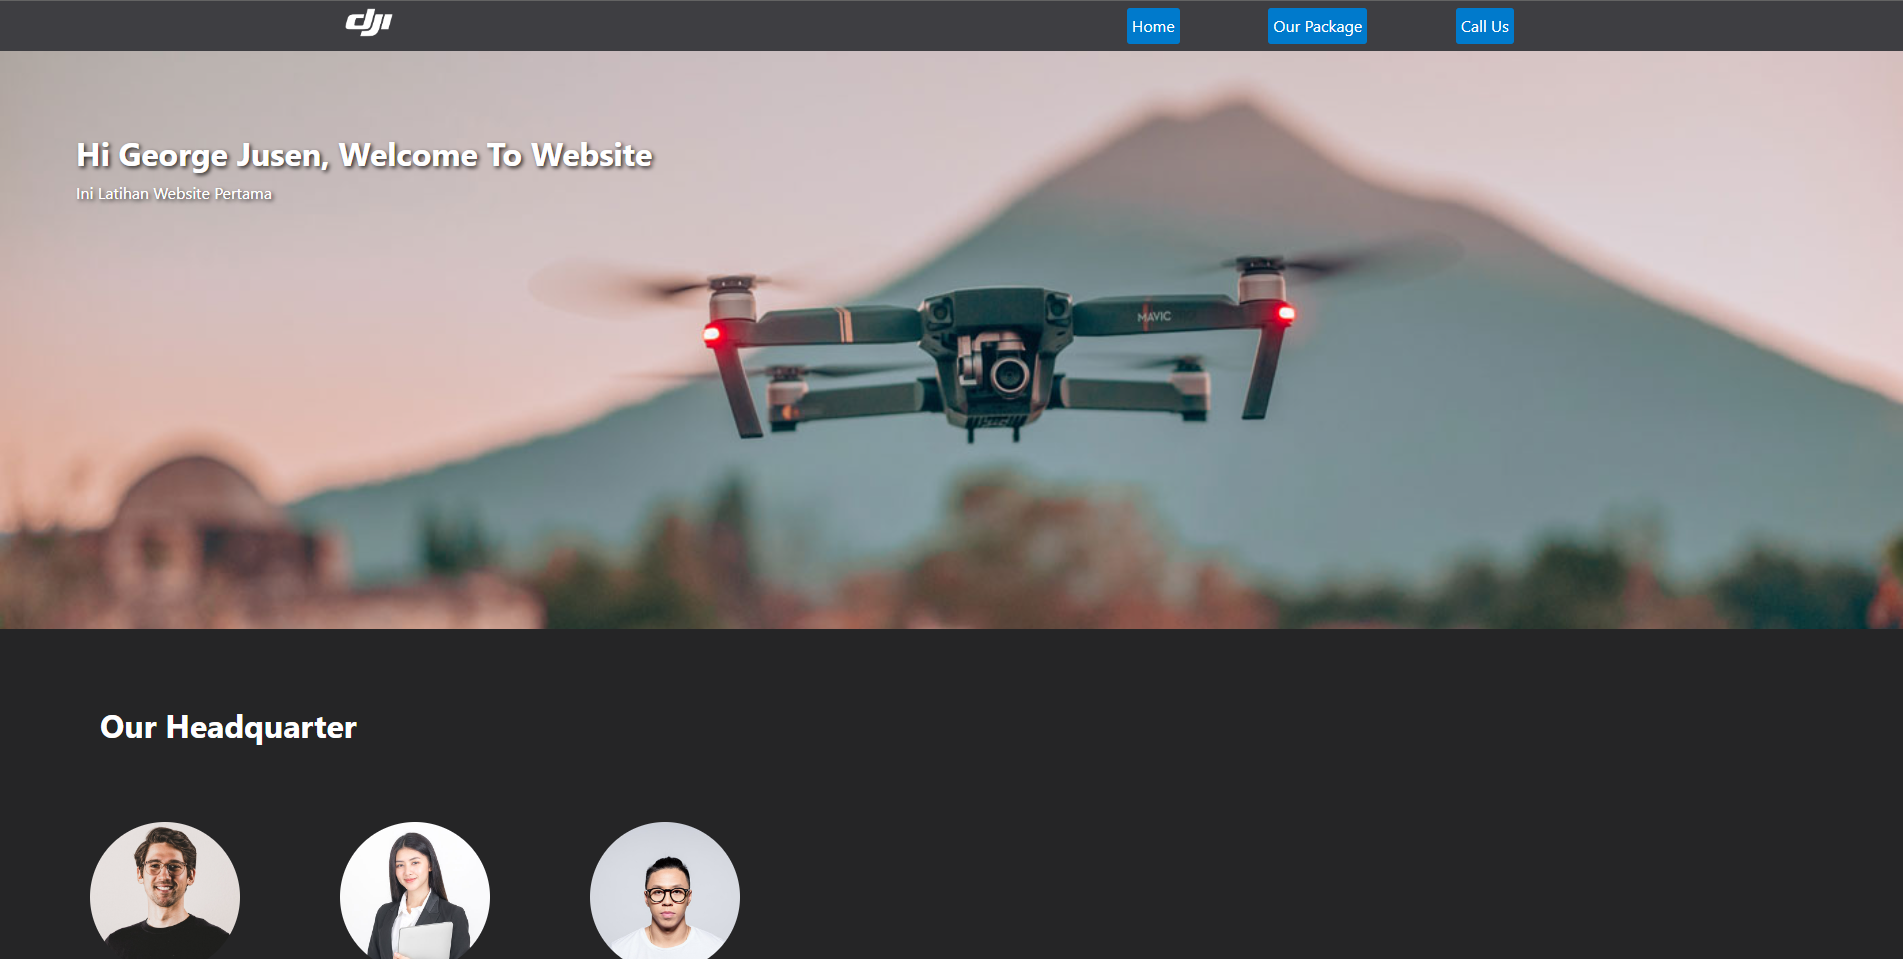 dji
Home
Our Package
Call Us
Hi George Jusen, Welcome To Website
Ini Latihan Website Pertama
MAVIC
Our Headquarter